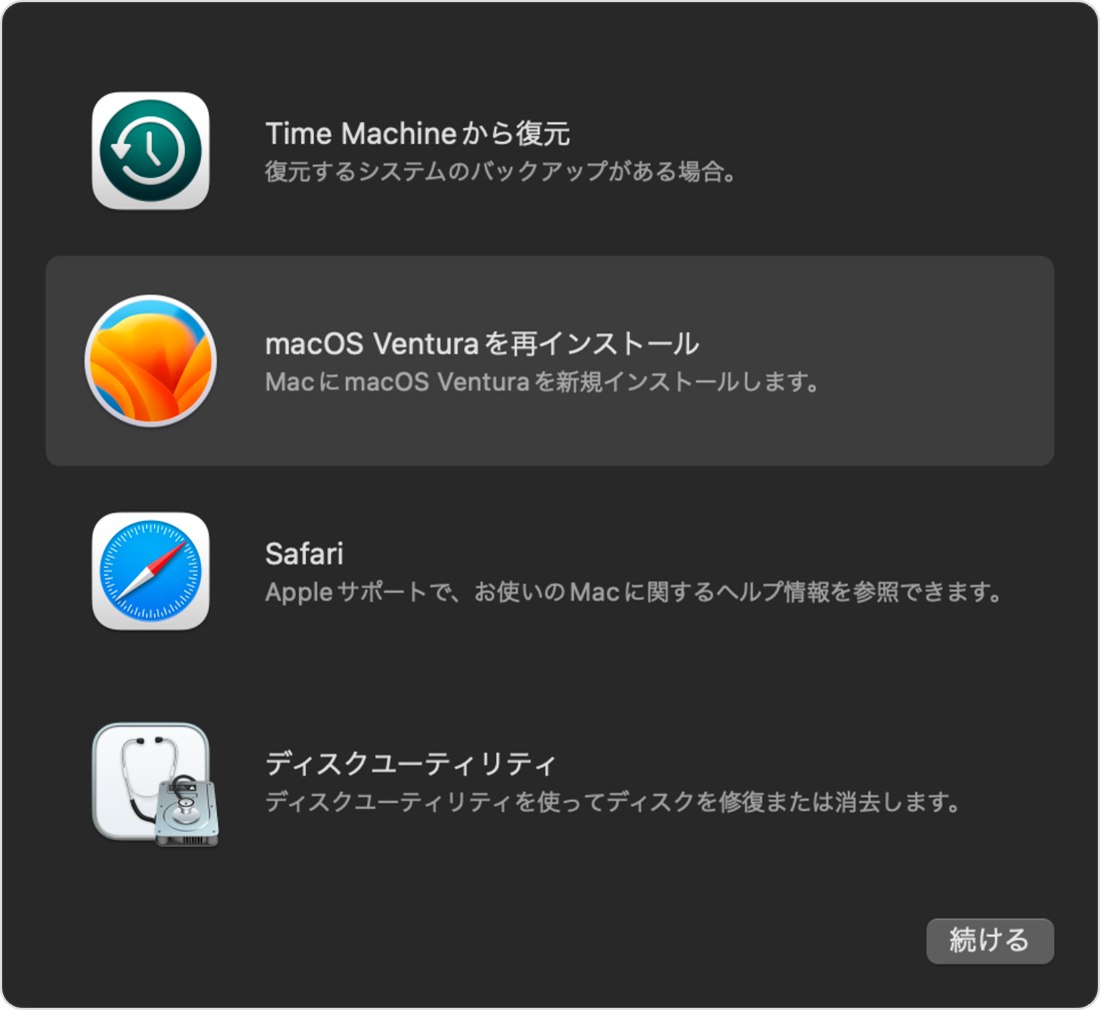 Time Machineから復元
復元するシステムのバックアップがある場合。
macOS Venturaを再インストール
MacにmacOS Venturaを新規インストールします。
Safari
Appleサポートで、お使いのMacに関するヘルプ情報を参照できます。
ディスクユーティリティ
ディスクユーティリティを使ってディスクを修復または消去します。
続ける